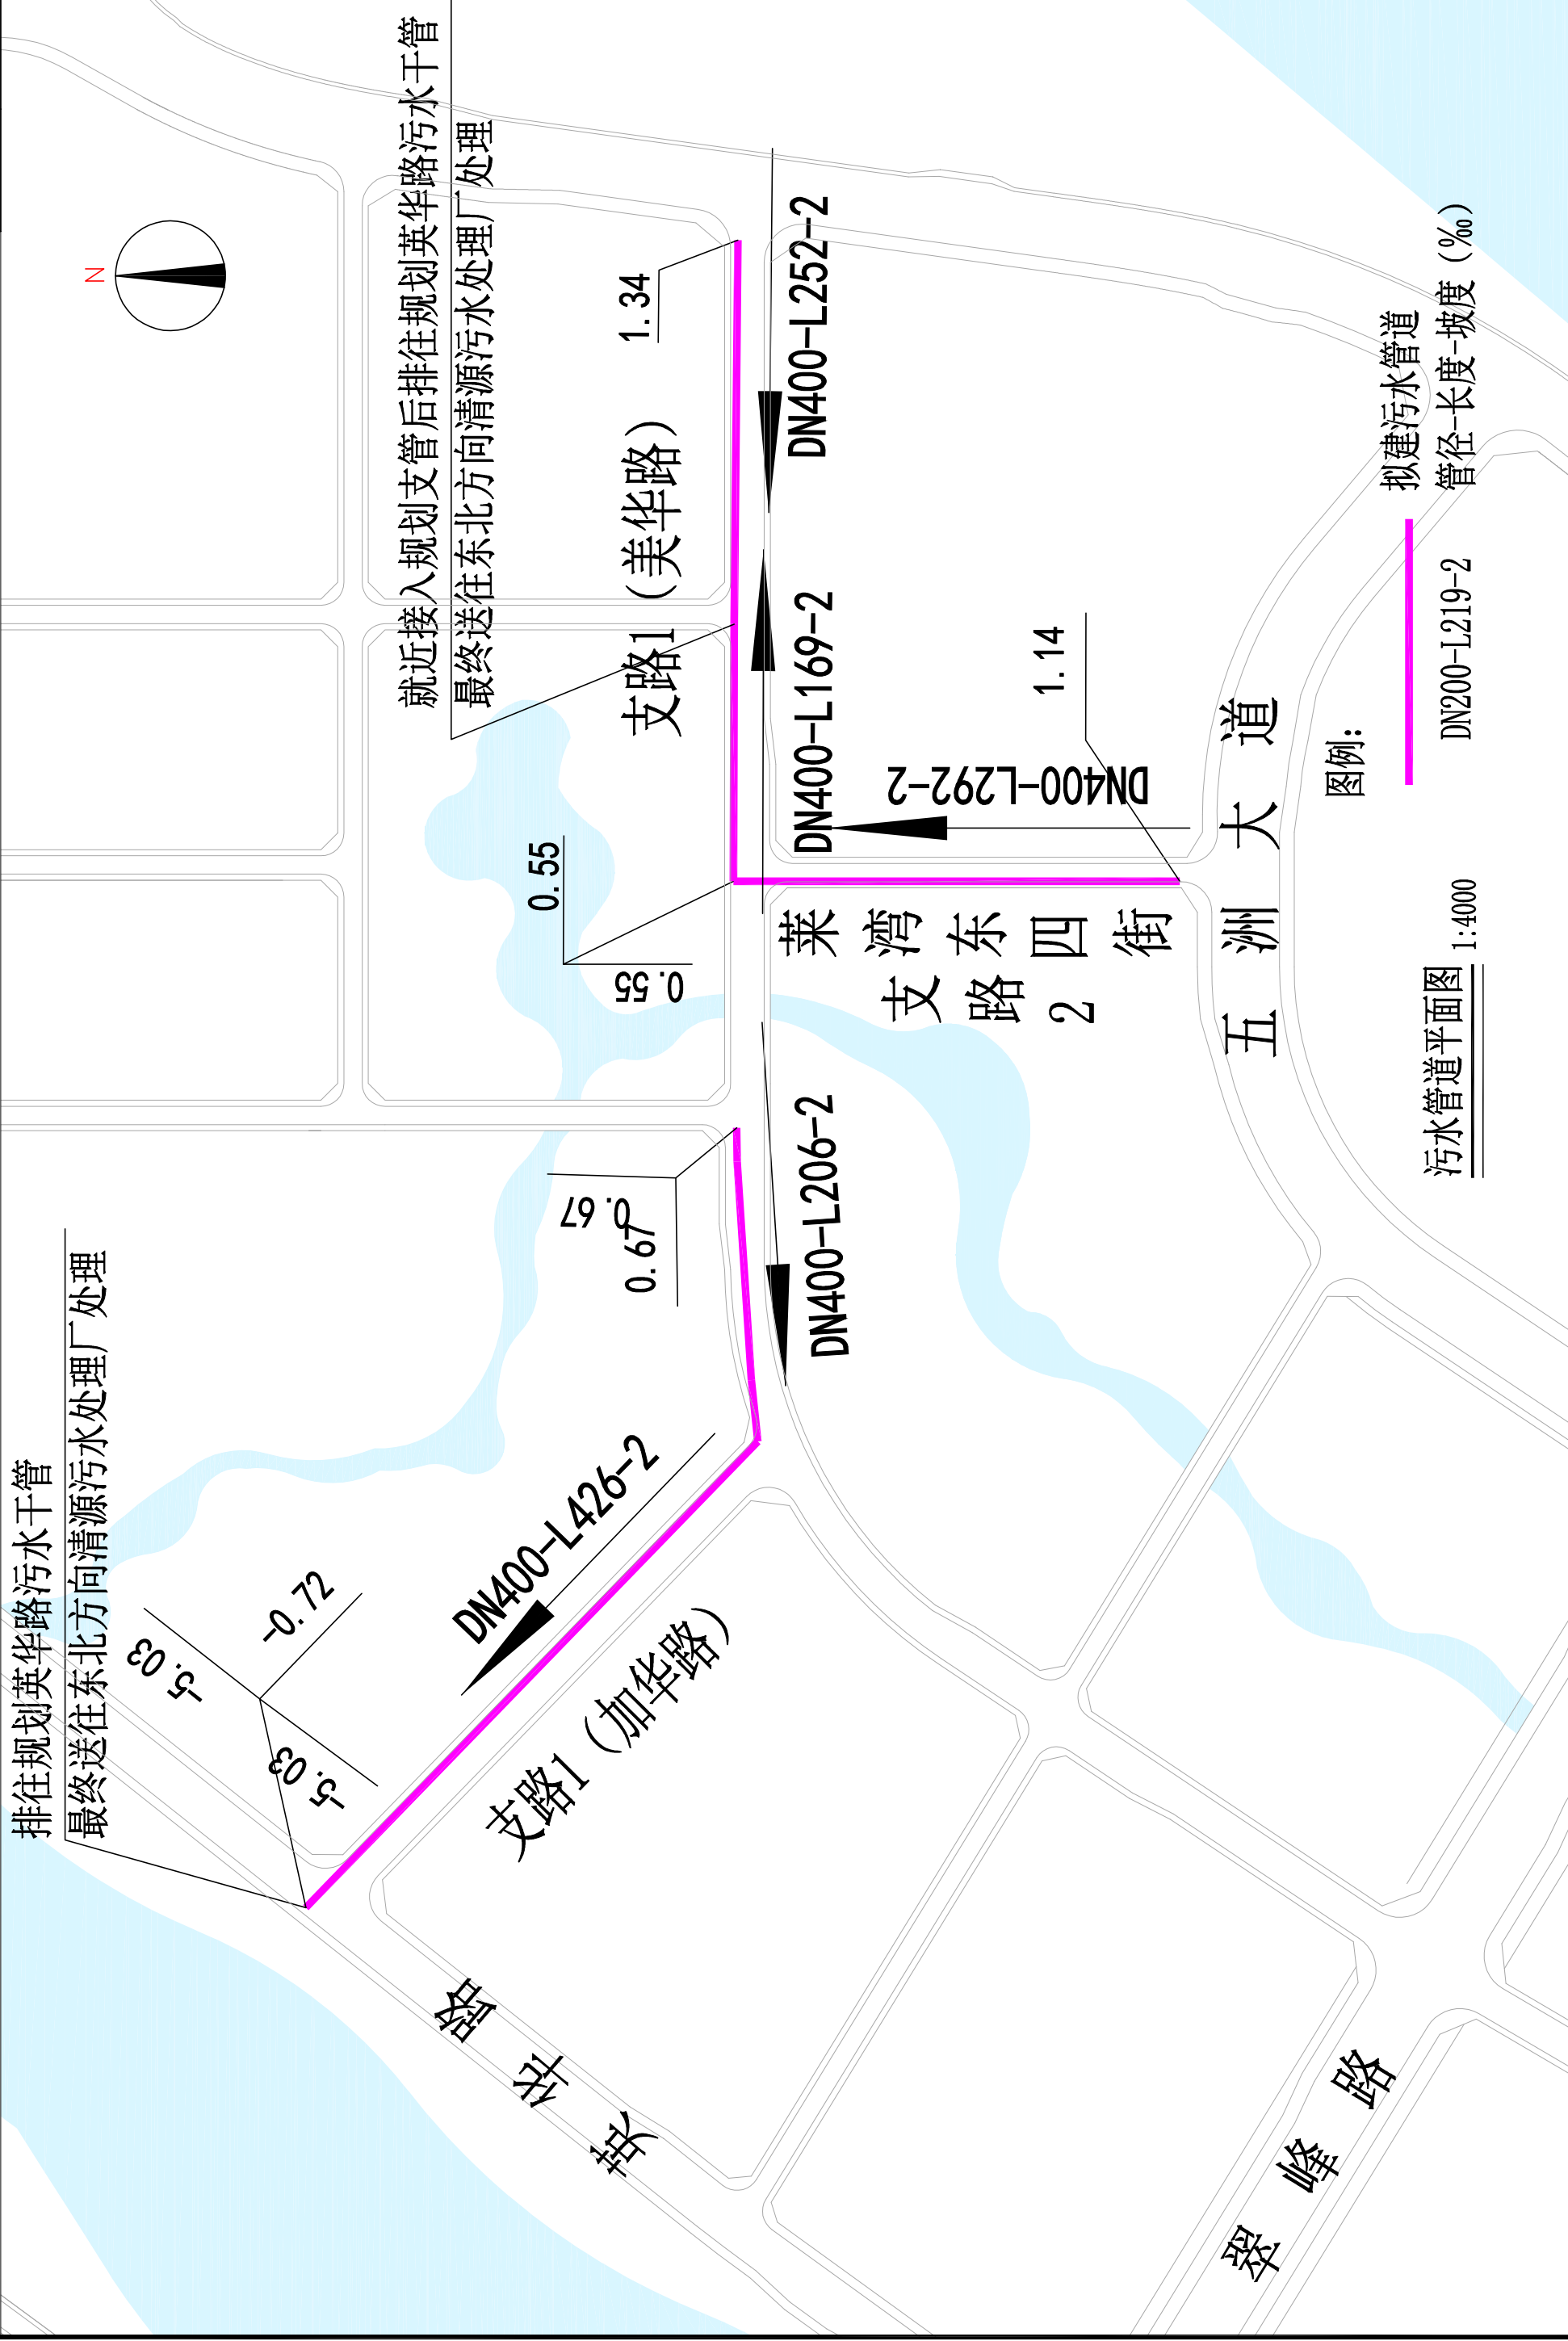 N
排往规划英华路污水干管
最终送往东北方向清源污水处理厂处理
就近接入规划支管后排往规划英华路污水干管
最终送往东北方向清源污水处理厂处理
-5.03
-0.72
-5.03
DN400-L426-2
支路1（加华路）
0.67
0.67
DN400-L206-2
0.55
0.55
支路1（美华路）
1.34
DN400-L169-2
DN400-L252-2
DN400-L292-2
1.14
莱湾东四街
支路2
五洲大道
英华路
翠峰路
图例:
拟建污水管道
DN200-L219-2
管径-长度-坡度（‰）
污水管道平面图 1:4000